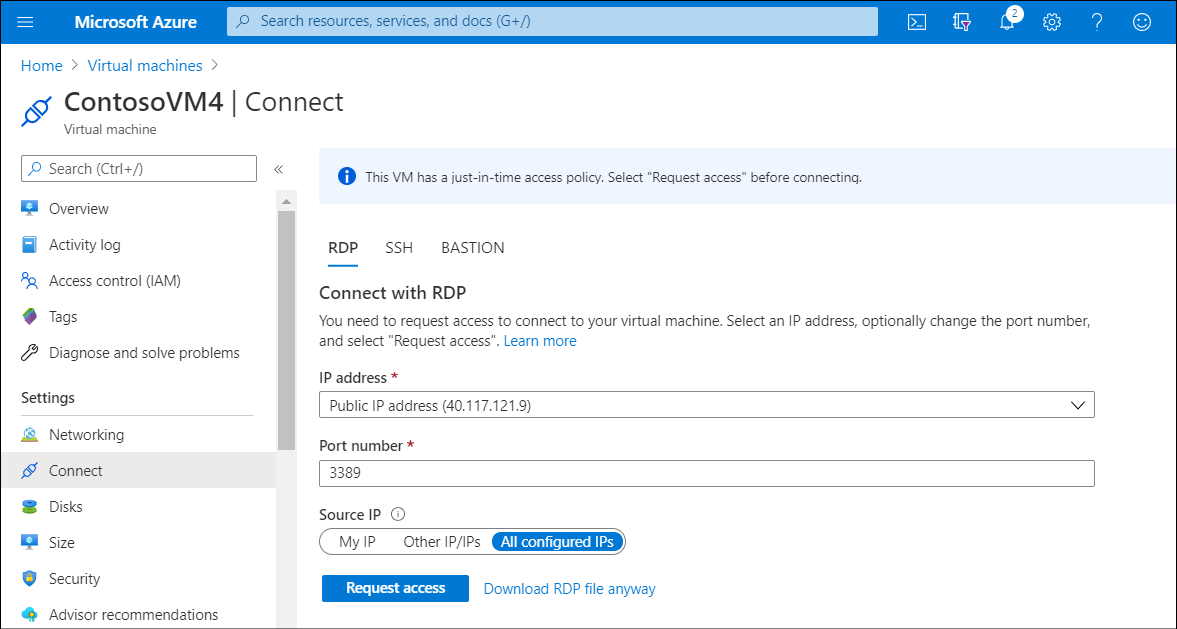 Microsoft Azure
Search resources, services, and docs (G+/)
2
Home > Virtual machines >
ContosoVM4 | Connect
Virtual machine
Search (Ctrl+/)
«
Overview
Activity log
Access control (IAM)
Tags
Diagnose and solve problems
Settings
Networking
Connect
Disks
Size
Security
Advisor recommendations
This VM has a just-in-time access policy. Select "Request access" before connecting.
RDP SSH BASTION
Connect with RDP
You need to request access to connect to your virtual machine. Select an IP address, optionally change the port number,
and select "Request access". Learn more
IP address *
Public IP address (40.117.121.9)
Port number *
3389
Source IP
My IP Other IP/IPs All configured IPs
Request access Download RDP file anyway